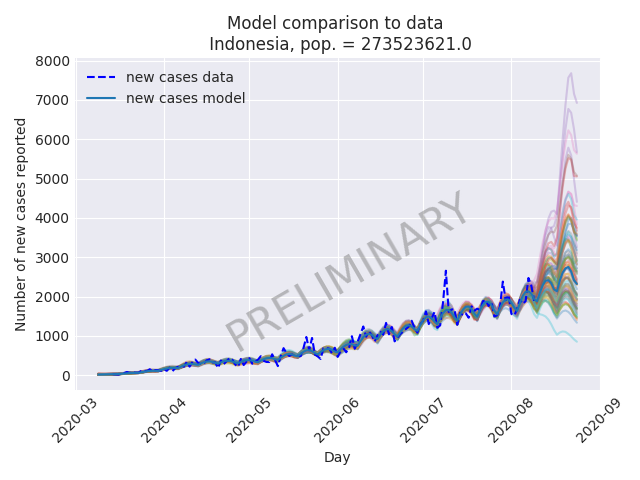 Model comparison to data
Indonesia, pop. = 273523621.0
new cases data
new cases model
Number of new cases reported
8000
7000
6000
5000
4000
3000
2000
1000
0
PRELIMINARY
2020-03
2020-04
2020-05
2020-06
2020-07
2020-08
2020-09
Day